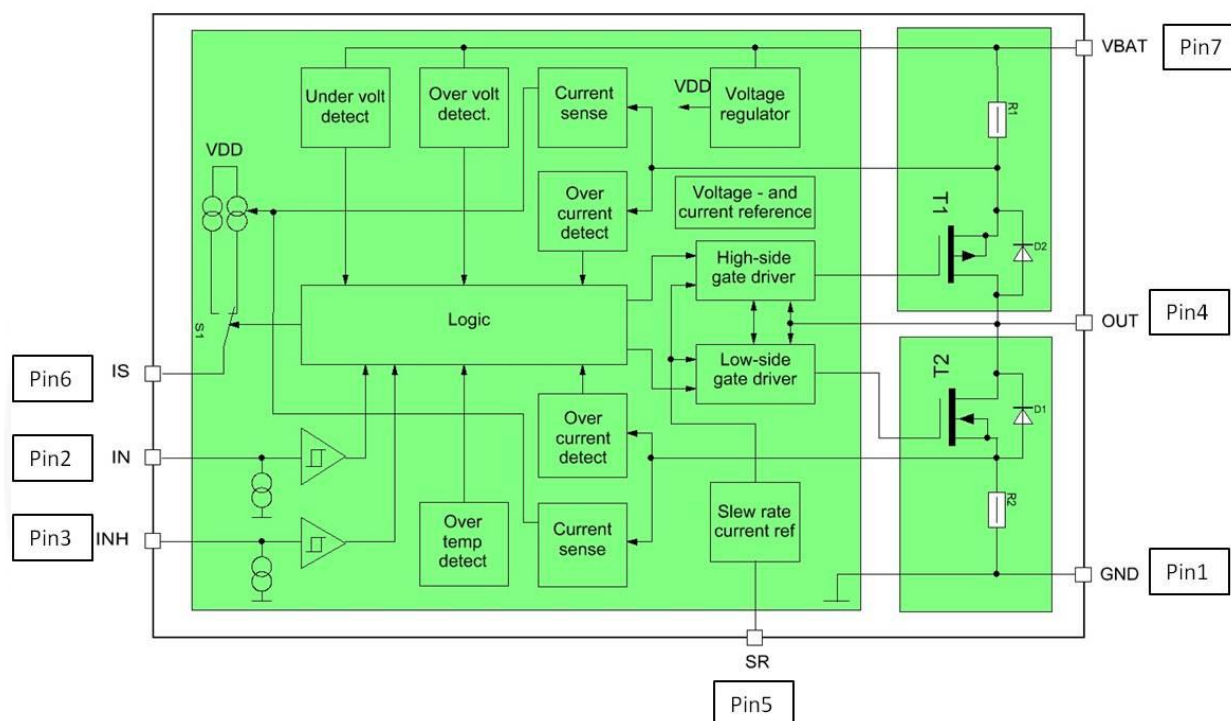 VBAT
Pin7
Under volt
detect
Over volt
detect.
Current
sense
VDD
Voltage
regulator
R1
VDD
Over
current
detect
Voltage - and
current reference
T1
D2
High-side
gate driver
Logic
S1
OUT
Pin4
Pin6
IS
Low-side
gate driver
T2
D1
Pin2
IN
Over
current
detect
Pin3
INH
Over
temp
detect
Current
sense
Slew rate
current ref
R2
GND
Pin1
SR
Pin5